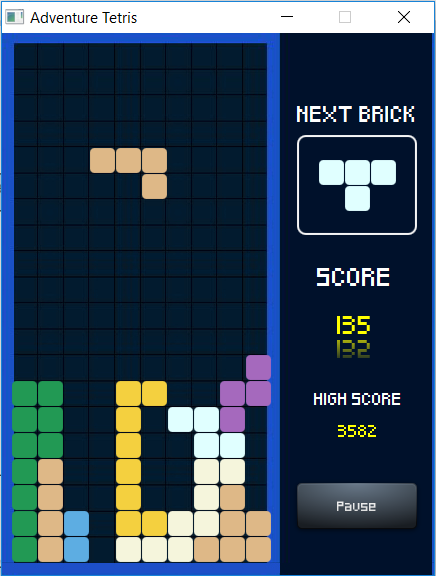 Adventure Tetris
NEXT BRICK
SCORE
135
132
HIGH SCORE
3582
Pause